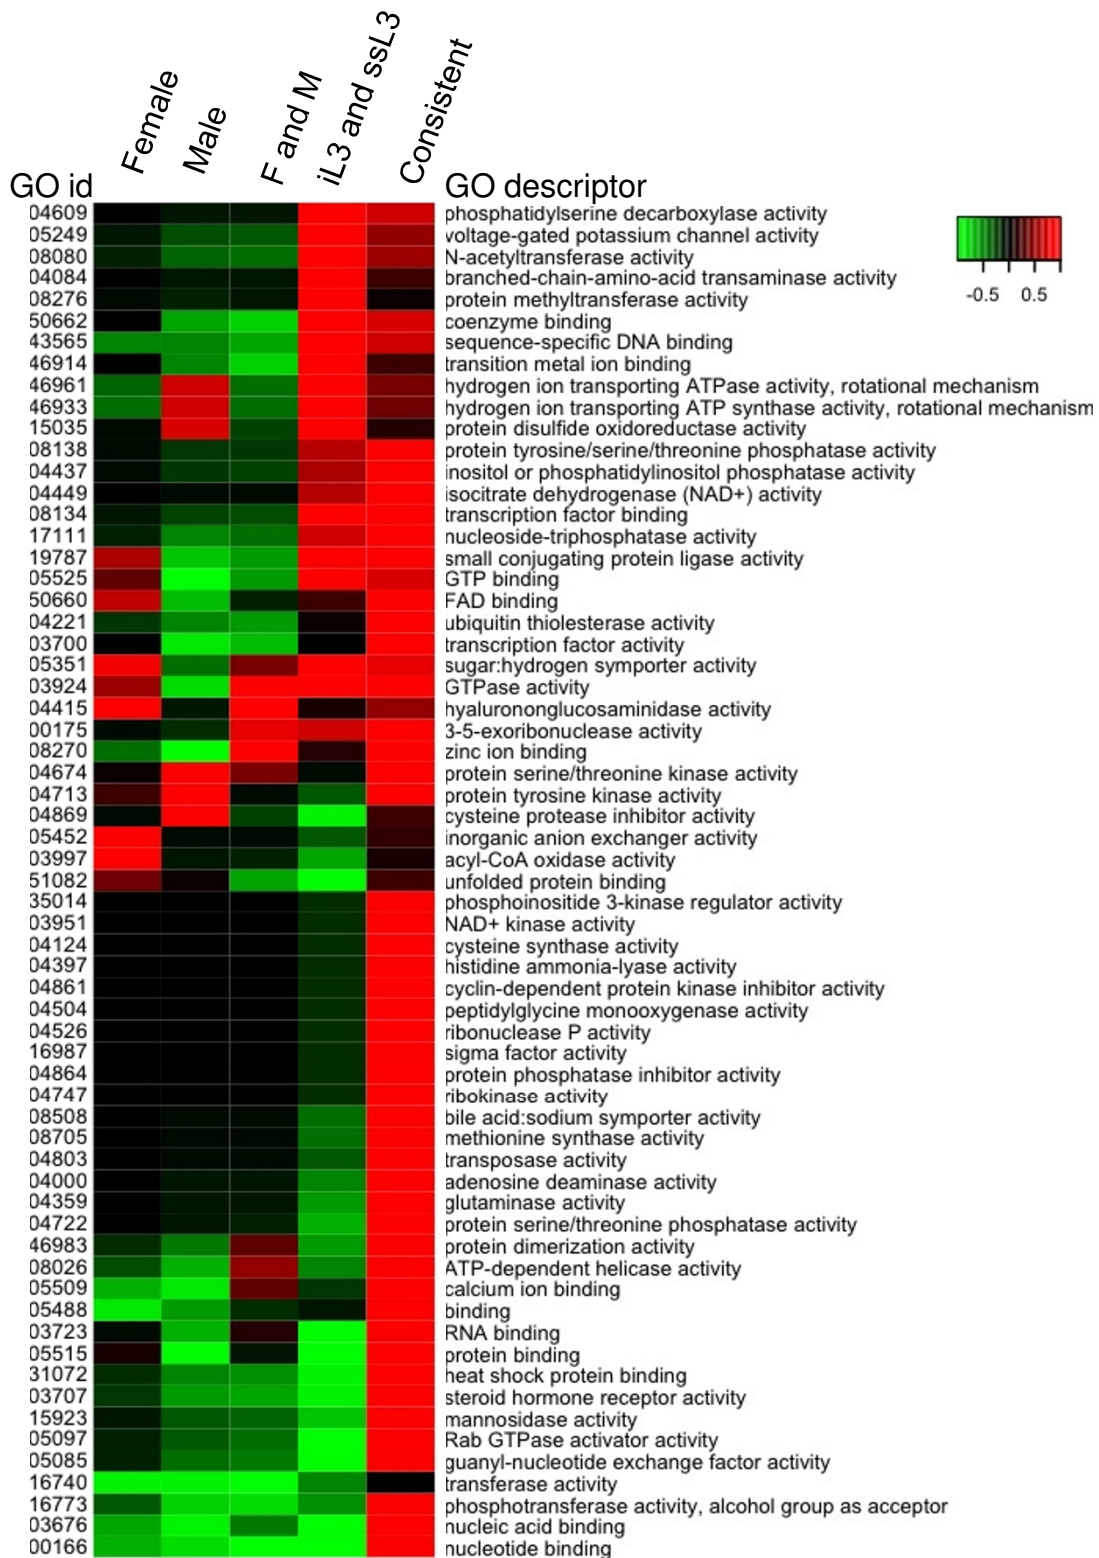 Female
Male
F and M
iL3 and ssL3
Consistent
GO id
GO descriptor
04609 phosphatidylserine decarboxylase activity
05249 voltage-gated potassium channel activity
08080 N-acetyltransferase activity
04084 branched-chain-amino-acid transaminase activity
08276 protein methyltransferase activity
50662 coenzyme binding
43565 sequence-specific DNA binding
46914 transition metal ion binding
46961 hydrogen ion transporting ATPase activity, rotational mechanism
46933 hydrogen ion transporting ATP synthase activity, rotational mechanism
15035 protein disulfide oxidoreductase activity
08138 protein tyrosine/serine/threonine phosphatase activity
04437 inositol or phosphatidylinositol phosphatase activity
04449 isocitrate dehydrogenase (NAD+) activity
08134 transcription factor binding
17111 nucleoside-triphosphatase activity
19787 small conjugating protein ligase activity
05525 GTP binding
50660 FAD binding
04221 ubiquitin thiolesterase activity
03700 transcription factor activity
05351 sugar:hydrogen symporter activity
03924 GTPase activity
04415 hyalurononglucosaminidase activity
00175 3-5-exoribonuclease activity
08270 zinc ion binding
04674 protein serine/threonine kinase activity
04713 protein tyrosine kinase activity
04869 cysteine protease inhibitor activity
05452 inorganic anion exchanger activity
03997 acyl-CoA oxidase activity
51082 unfolded protein binding
35014 phosphoinositide 3-kinase regulator activity
03951 NAD+ kinase activity
04124 cysteine synthase activity
04397 histidine ammonia-lyase activity
04861 cyclin-dependent protein kinase inhibitor activity
04504 peptidylglycine monooxygenase activity
04526 ribonuclease P activity
16987 sigma factor activity
04864 protein phosphatase inhibitor activity
04747 ribokinase activity
08508 bile acid:sodium symporter activity
08705 methionine synthase activity
04803 transposase activity
04000 adenosine deaminase activity
04359 glutaminase activity
04722 protein serine/threonine phosphatase activity
46983 protein dimerization activity
08026 ATP-dependent helicase activity
05509 calcium ion binding
05488 binding
03723 RNA binding
05515 protein binding
31072 heat shock protein binding
03707 steroid hormone receptor activity
15923 mannosidase activity
05097 Rab GTPase activator activity
05085 guanyl-nucleotide exchange factor activity
16740 transferase activity
16773 phosphotransferase activity, alcohol group as acceptor
03676 nucleic acid binding
00166 nucleotide binding
-0.5 0.5